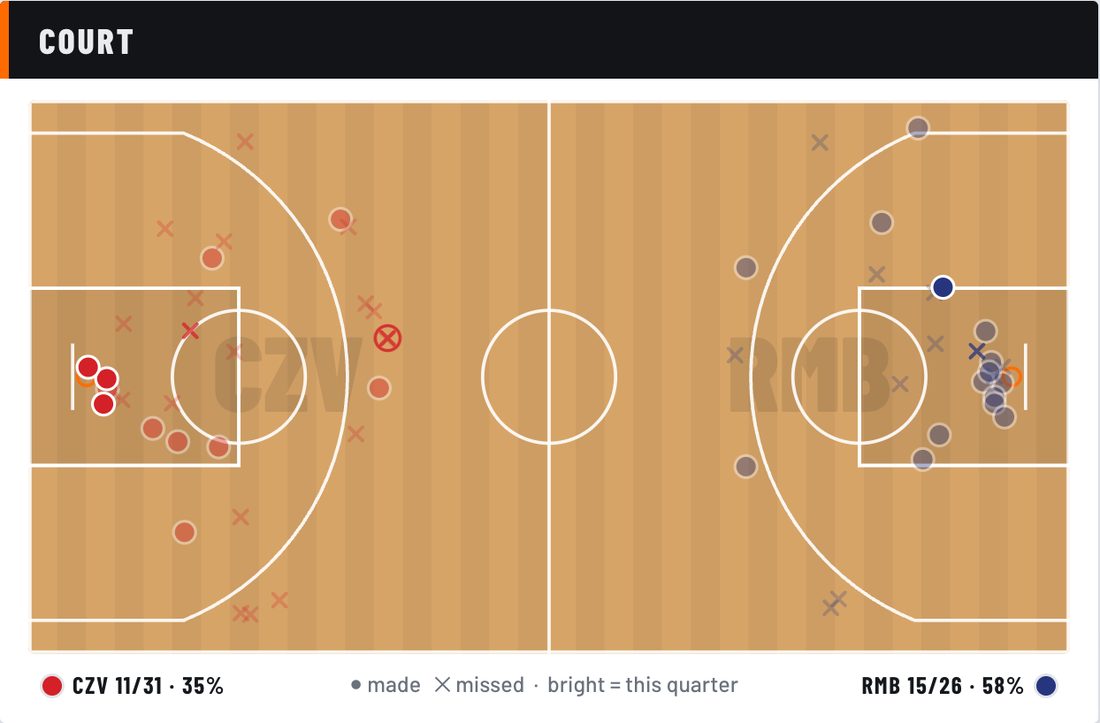 COURT
CZV
RMB
CZV 11/31 · 35%
made missed · bright = this quarter
RMB 15/26 · 58%